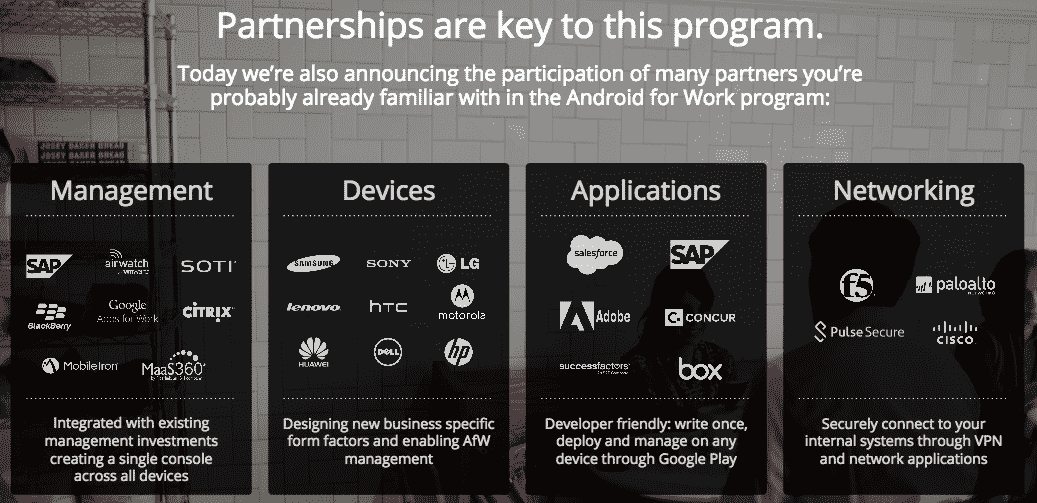 Partnerships are key to this program.
Today we're also announcing the participation of many partners you're
probably already familiar with in the Android for Work program:
Management
SAP
airwatch
by vmware
SOTI
BlackBerry
Google
Apps for Work
CITRIX
MobileIron
MaaS360
Integrated with existing
management investments
creating a single console
across all devices
Devices
SAMSUNG
SONY
LG
lenovo
hTC
motorola
HUAWEI
DELL
hp
Designing new business specific
form factors and enabling AfW
management
Applications
salesforce
SAP
Adobe
C CONCUR
successfactors
box
Developer friendly: write once,
deploy and manage on any
device through Google Play
Networking
f5
paloalto
NETWORKS
PulseSecure
CISCO
Securely connect to your
internal systems through VPN
and network applications